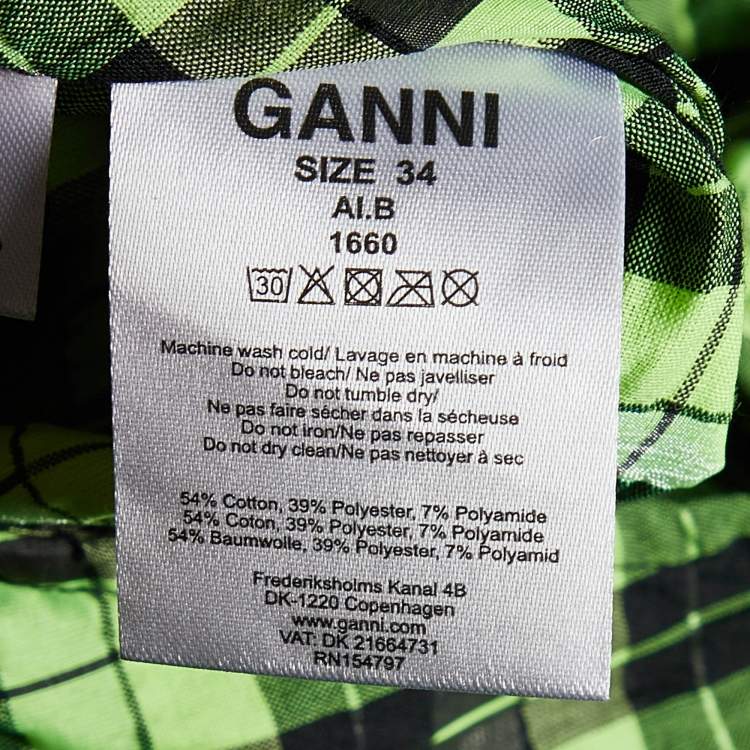 GANNI
SIZE 34
AI.B
1660
30
Machine wash cold/ Lavage en machine à froid
Do not bleach/ Ne pas javelliser
Do not tumble dry/
Ne pas faire sécher dans la sécheuse
Do not iron/Ne pas repasser
Do not dry clean/Ne pas nettoyer à sec
54% Cotton, 39% Polyester, 7% Polyamide
54% Coton, 39% Polyester, 7% Polyamide
54% Baumwolle, 39% Polyester, 7% Polyamid
Frederiksholms Kanal 4B
DK-1220 Copenhagen
www.ganni.com
VAT: DK 21664731
RN154797